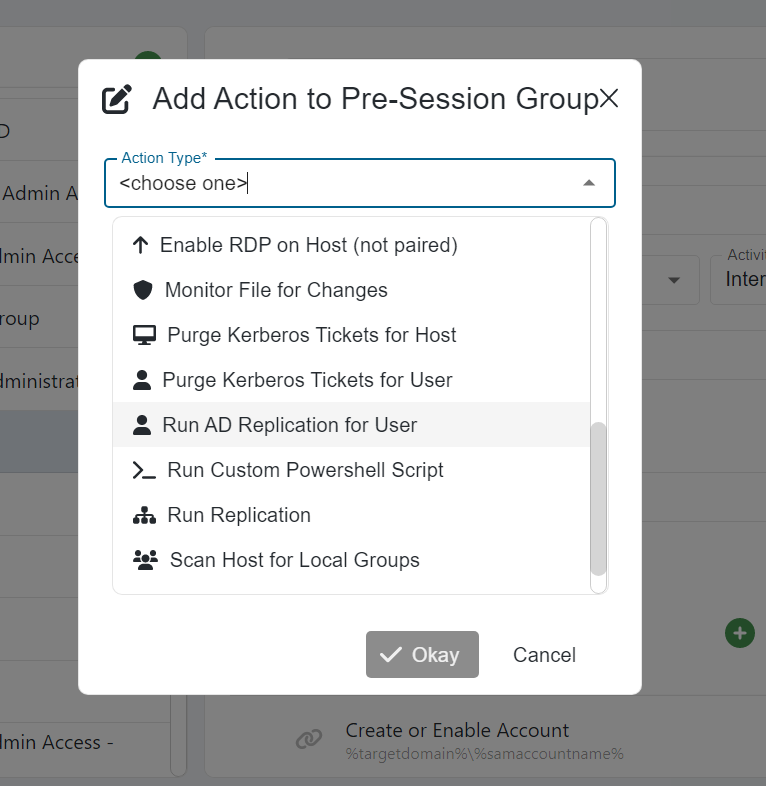 Add Action to Pre-Session Group
Action Type*
<choose one>
Enable RDP on Host (not paired)
Monitor File for Changes
Purge Kerberos Tickets for Host
Purge Kerberos Tickets for User
Run AD Replication for User
Run Custom Powershell Script
Run Replication
Scan Host for Local Groups
Okay
Cancel
D
Admin A
dmin Acce
roup
dministrat
Activi
Inter
dmin Access -
Create or Enable Account
%targetdomain%\%samaccountname%